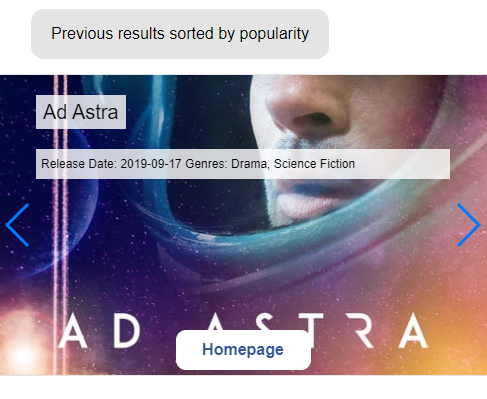 Previous results sorted by popularity
Ad Astra
Release Date: 2019-09-17 Genres: Drama, Science Fiction
AD ASTRA
Homepage